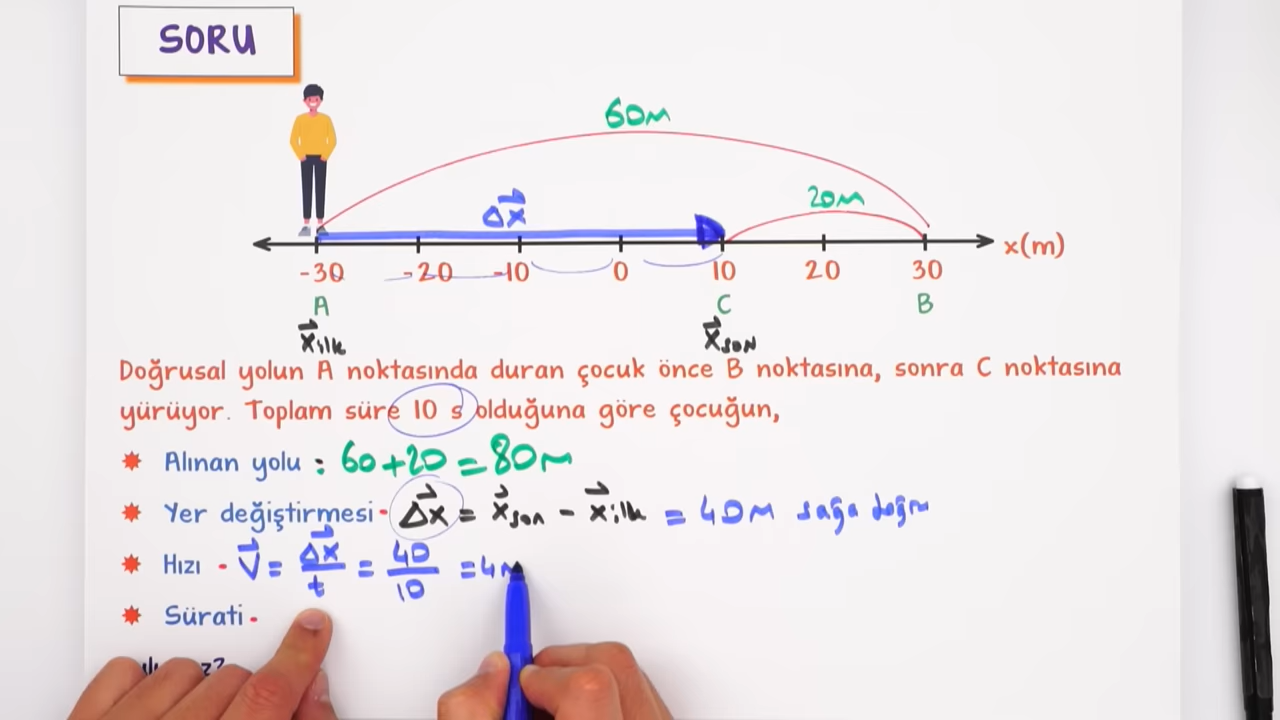 SORU
60m
Δx
20m
-30 -20 -10 0 10 20 30 x(m)
A C B
x ilk x son
Doğrusal yolun A noktasında duran çocuk önce B noktasına, sonra C noktasına
yürüyor. Toplam süre 10 s olduğuna göre çocuğun,
Alınan yolu : 60+20=80m
Yer değiştirmesi - Δx = x son - x ilk = 40m sağa doğru
Hızı - V = Δx/t = 40/10 = 4m
Sürati -